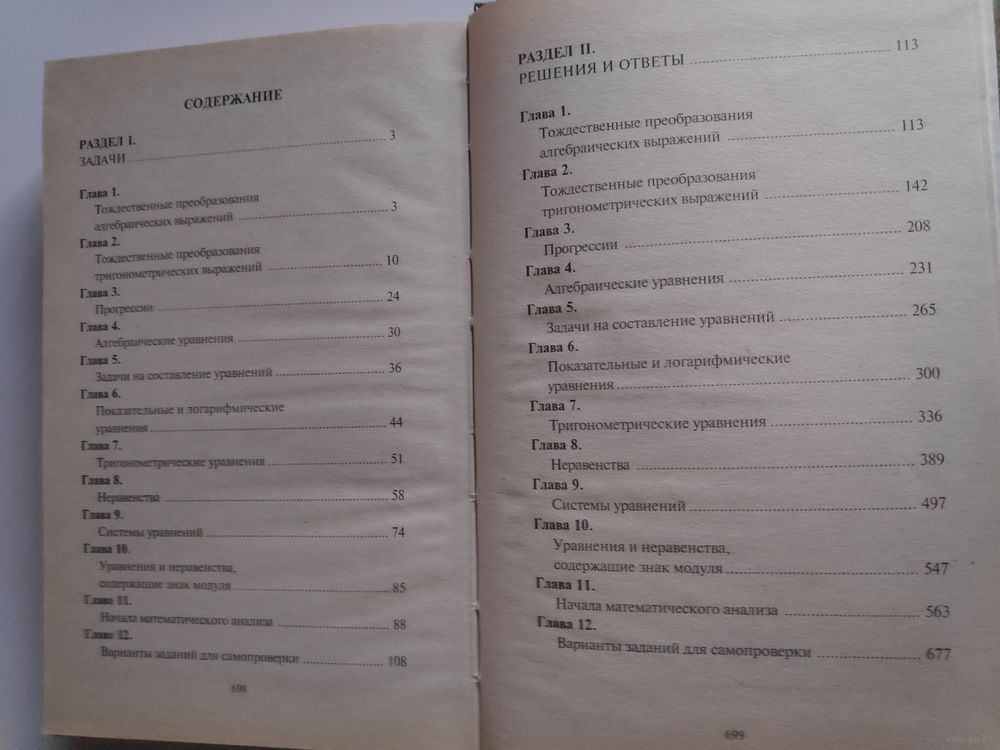 СОДЕРЖАНИЕ
РАЗДЕЛ I.
ЗАДАЧИ 3
Глава 1.
Тождественные преобразования
алгебраических выражений 3
Глава 2.
Тождественные преобразования
тригонометрических выражений 10
Глава 3.
Прогрессии 24
Глава 4.
Алгебраические уравнения 30
Глава 5.
Задачи на составление уравнений 36
Глава 6.
Показательные и логарифмические
уравнения 44
Глава 7.
Тригонометрические уравнения 51
Глава 8.
Неравенства 58
Глава 9.
Системы уравнений 74
Глава 10.
Уравнения и неравенства,
содержащие знак модуля 85
Глава 11.
Начала математического анализа 88
Глава 12.
Варианты заданий для самопроверки 108
698
РАЗДЕЛ II.
РЕШЕНИЯ И ОТВЕТЫ 113
Глава 1.
Тождественные преобразования
алгебраических выражений 113
Глава 2.
Тождественные преобразования
тригонометрических выражений 142
Глава 3.
Прогрессии 208
Глава 4.
Алгебраические уравнения 231
Глава 5.
Задачи на составление уравнений 265
Глава 6.
Показательные и логарифмические
уравнения 300
Глава 7.
Тригонометрические уравнения 336
Глава 8.
Неравенства 389
Глава 9.
Системы уравнений 497
Глава 10.
Уравнения и неравенства,
содержащие знак модуля 547
Глава 11.
Начала математического анализа 563
Глава 12.
Варианты заданий для самопроверки 677
699